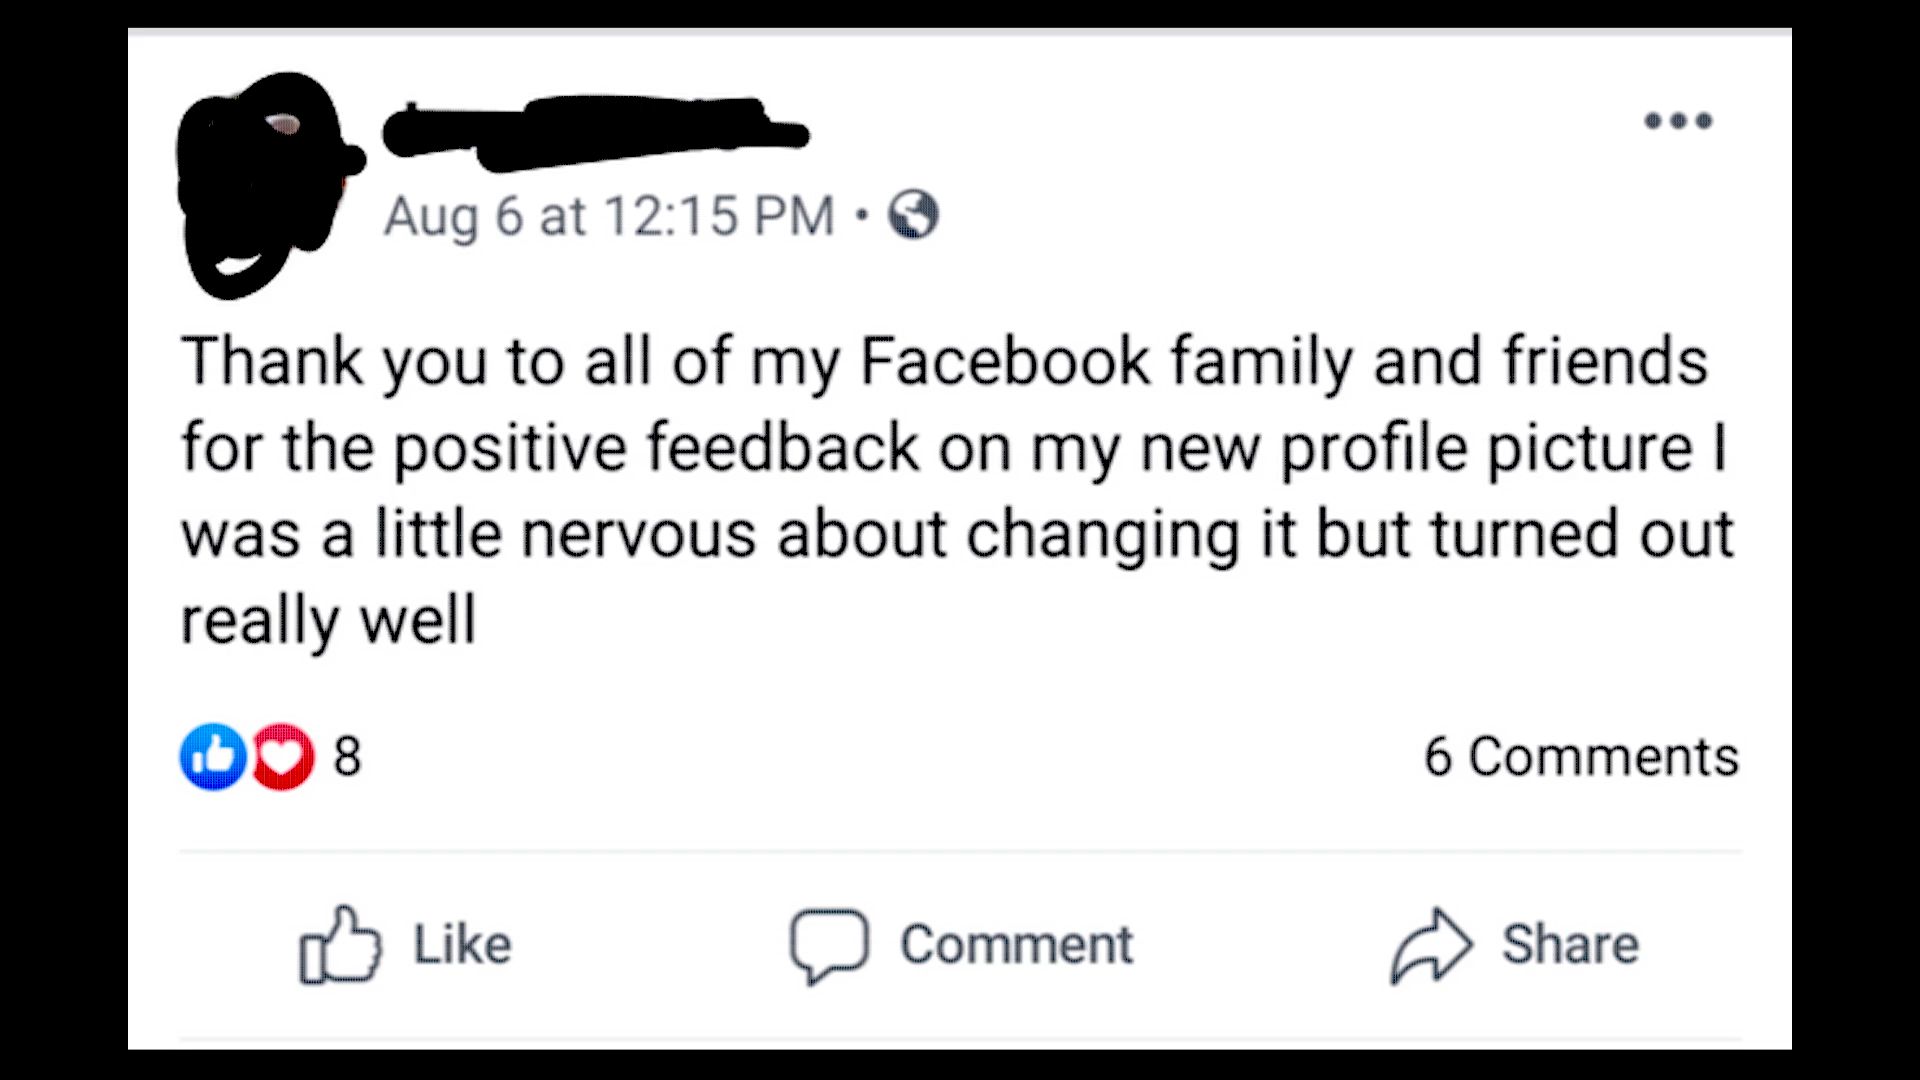 Aug 6 at 12:15 PM •
Thank you to all of my Facebook family and friends
for the positive feedback on my new profile picture I
was a little nervous about changing it but turned out
really well
8 6 Comments
Like Comment Share